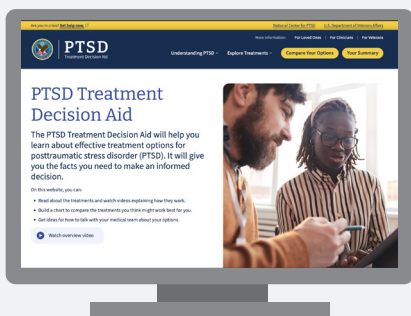 Are you in crisis? Get help now.
National Center for PTSD U.S. Department of Veterans Affairs
PTSD
Treatment Decision Aid
More Information: For Loved Ones | For Clinicians | For Veterans
Understanding PTSD Explore Treatments Compare Your Options Your Summary
PTSD Treatment
Decision Aid
The PTSD Treatment Decision Aid will help you
learn about effective treatment options for
posttraumatic stress disorder (PTSD). It will give
you the facts you need to make an informed
decision.
On this website, you can:
• Read about the treatments and watch videos explaining how they work.
• Build a chart to compare the treatments you think might work best for you.
• Get ideas for how to talk with your medical team about your options.
Watch overview video